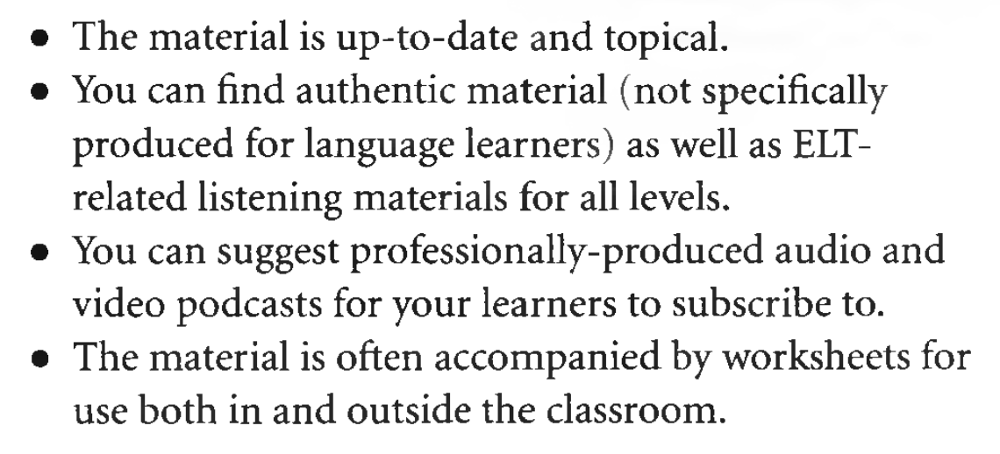 • The material is up-to-date and topical.
• You can find authentic material (not specifically
produced for language learners) as well as ELT-
related listening materials for all levels.
• You can suggest professionally-produced audio and
video podcasts for your learners to subscribe to.
• The material is often accompanied by worksheets for
use both in and outside the classroom.